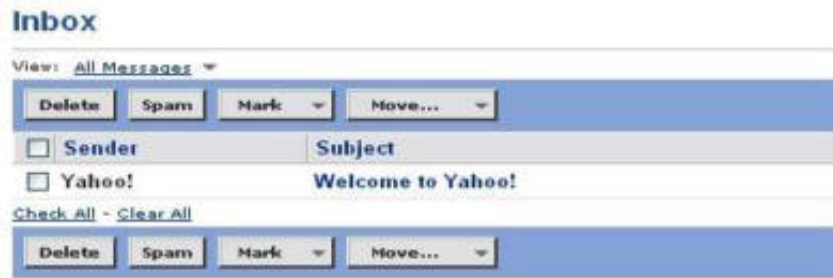 Inbox
View: All Messages
Delete Spam Mark Move...
Sender Subject
Yahoo! Welcome to Yahoo!
Check All - Clear All
Delete Spam Mark Move...